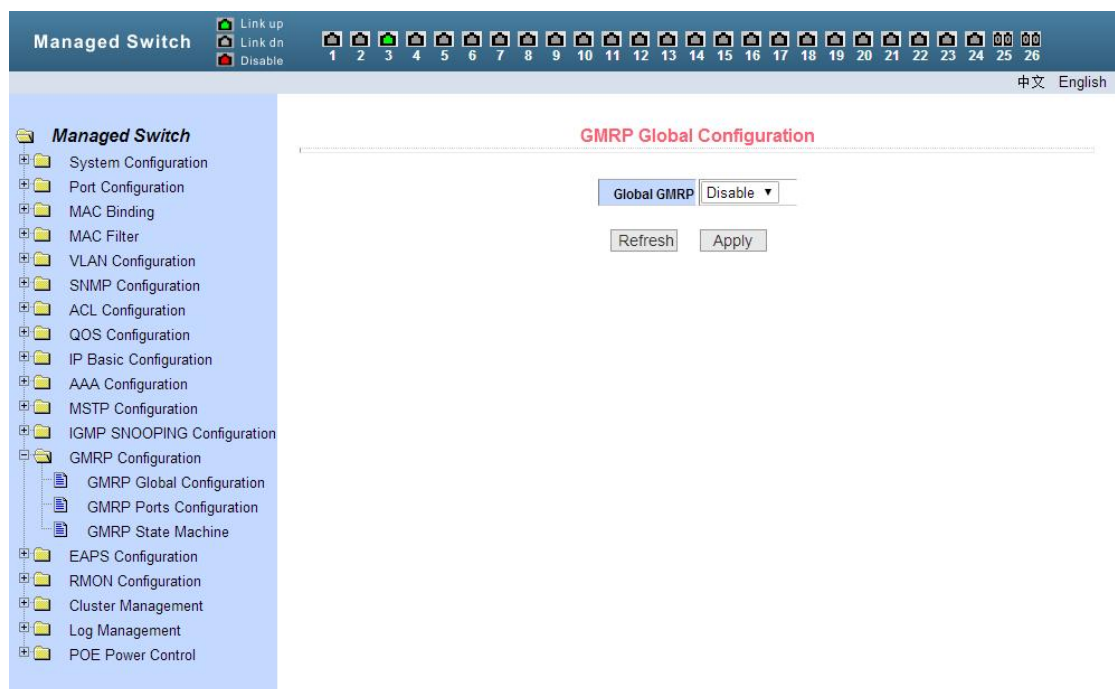 Link up
Managed Switch Link dn
Disable
1 2 3 4 5 6 7 8 9 10 11 12 13 14 15 16 17 18 19 20 21 22 23 24 25 26
中文 English
Managed Switch
System Configuration
Port Configuration
MAC Binding
MAC Filter
VLAN Configuration
SNMP Configuration
ACL Configuration
QOS Configuration
IP Basic Configuration
AAA Configuration
MSTP Configuration
IGMP SNOOPING Configuration
GMRP Configuration
GMRP Global Configuration
GMRP Ports Configuration
GMRP State Machine
EAPS Configuration
RMON Configuration
Cluster Management
Log Management
POE Power Control
GMRP Global Configuration
Global GMRP Disable
Refresh Apply